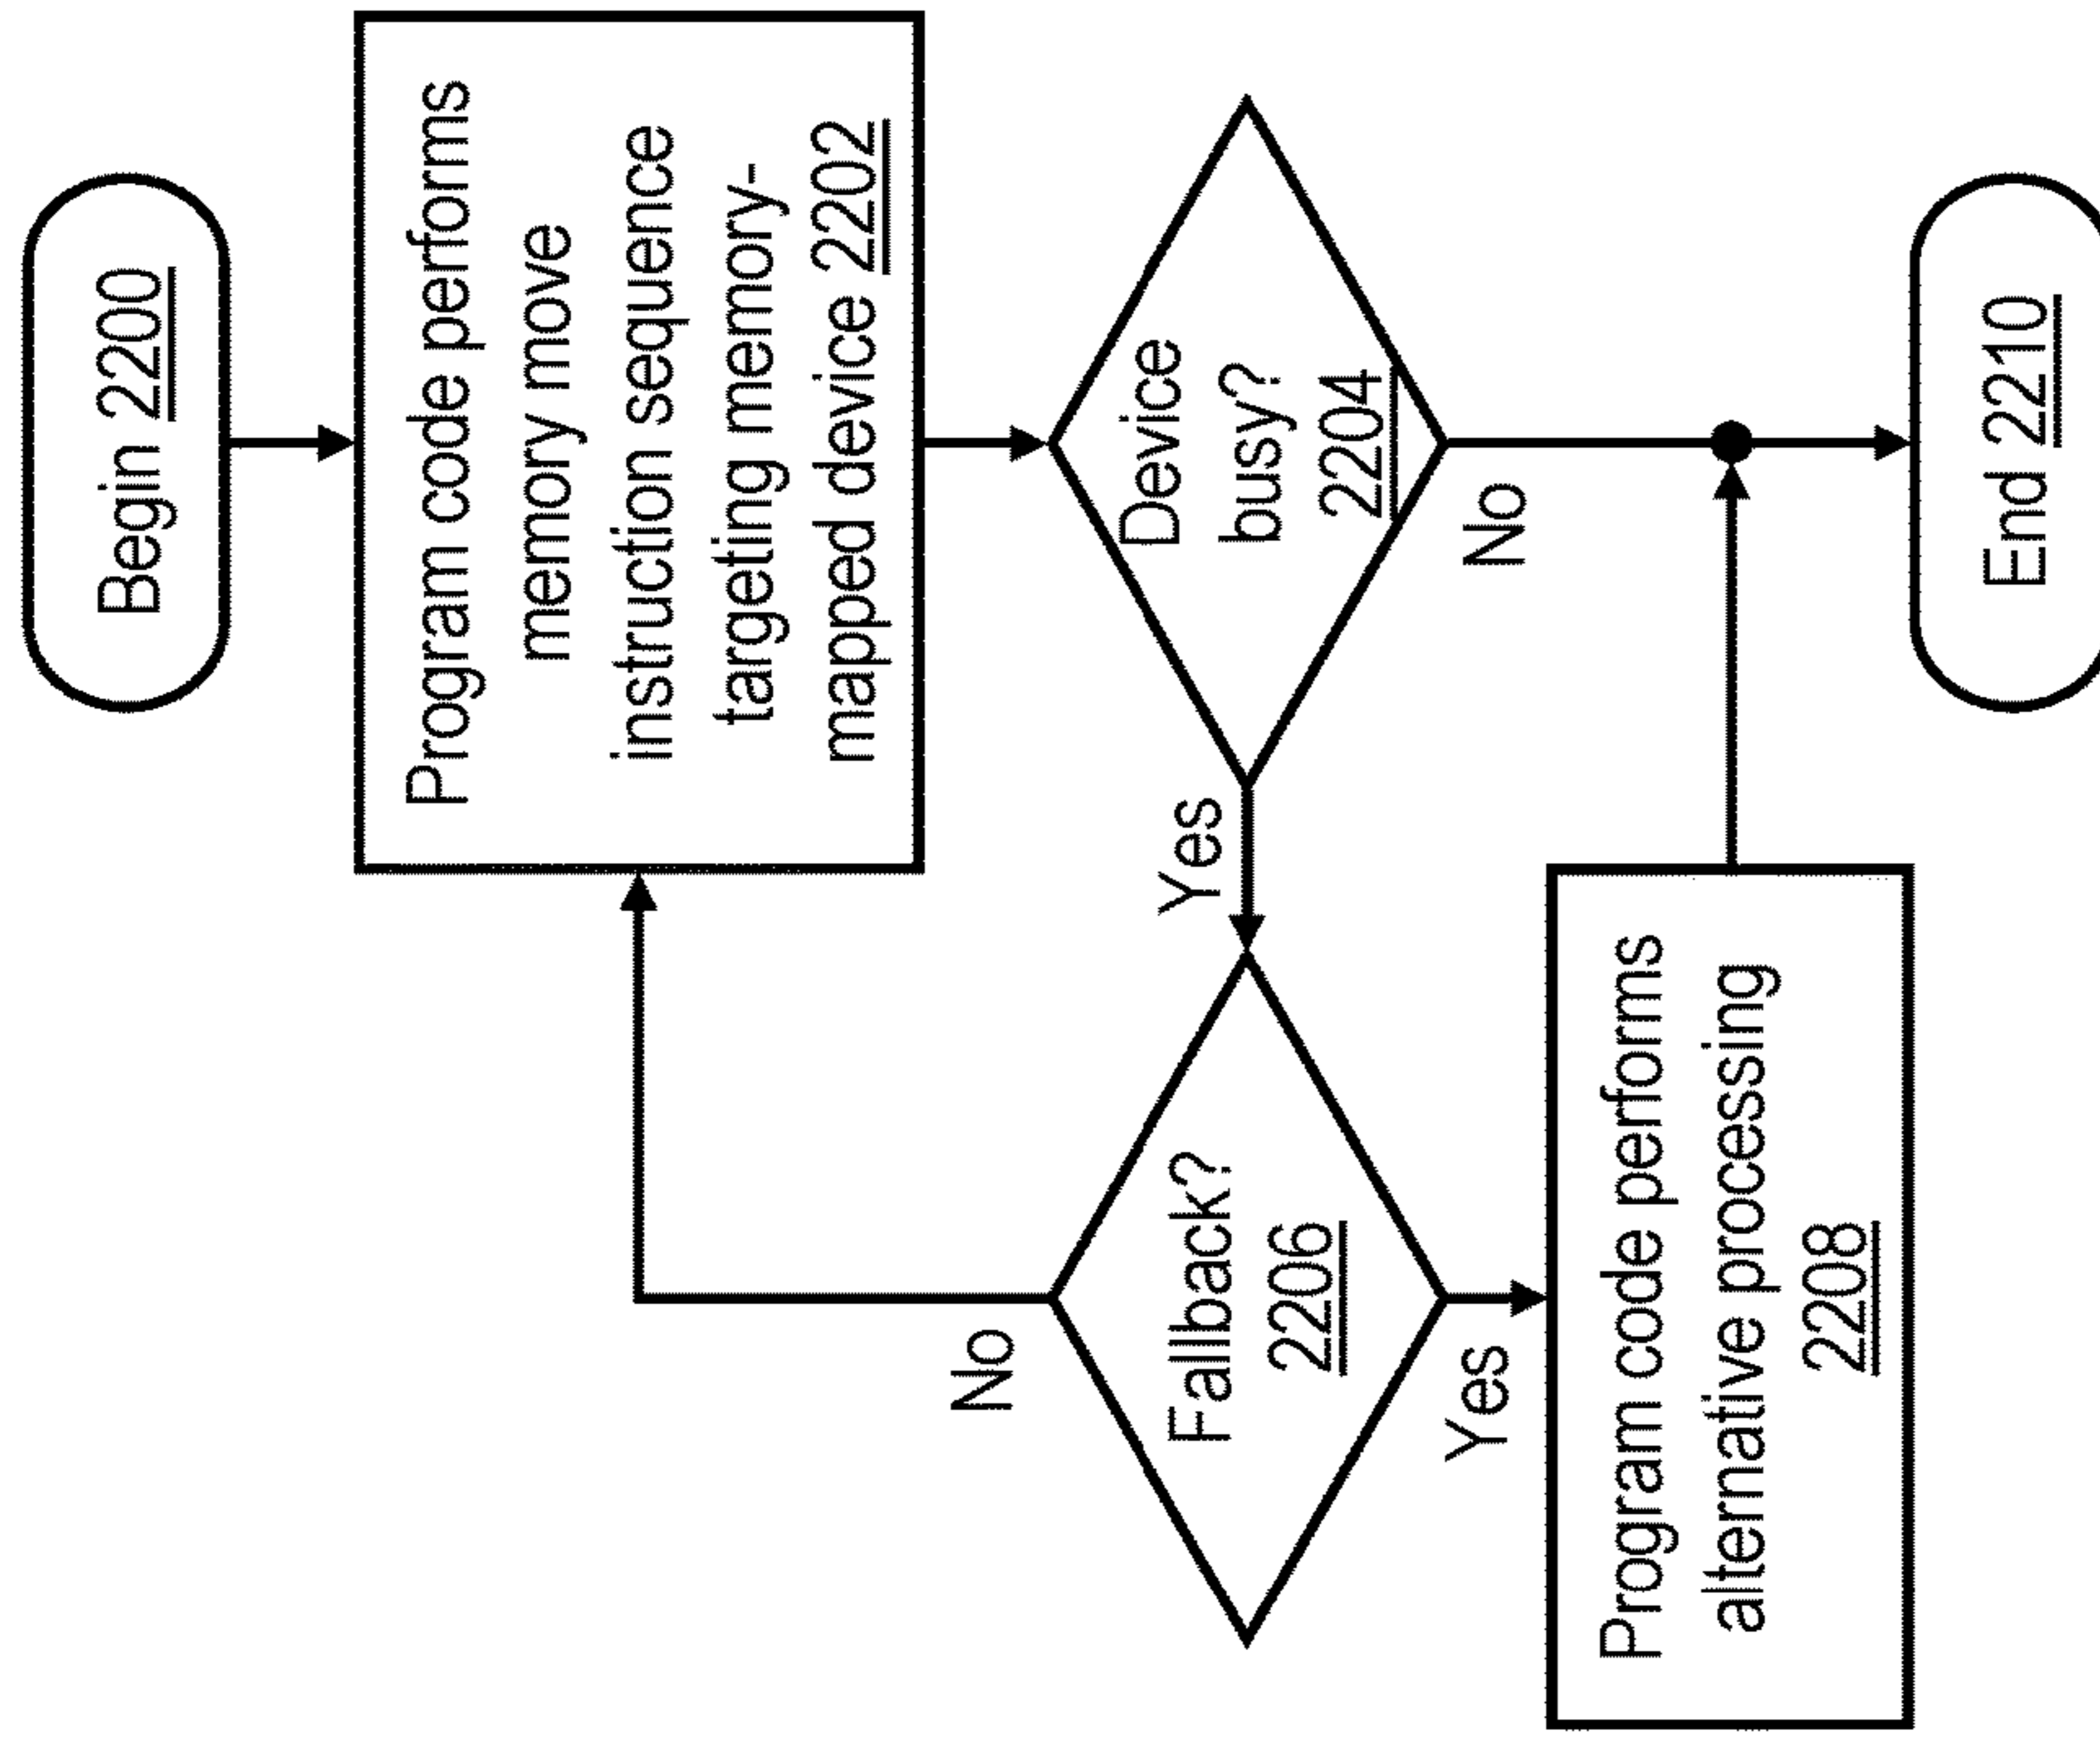 Begin 2200
Program code performs
memory move
instruction sequence
targeting memory-
mapped device 2202
Device
busy?
2204
Yes
No
Fallback?
2206
No
Yes
Program code performs
alternative processing
2208
End 2210